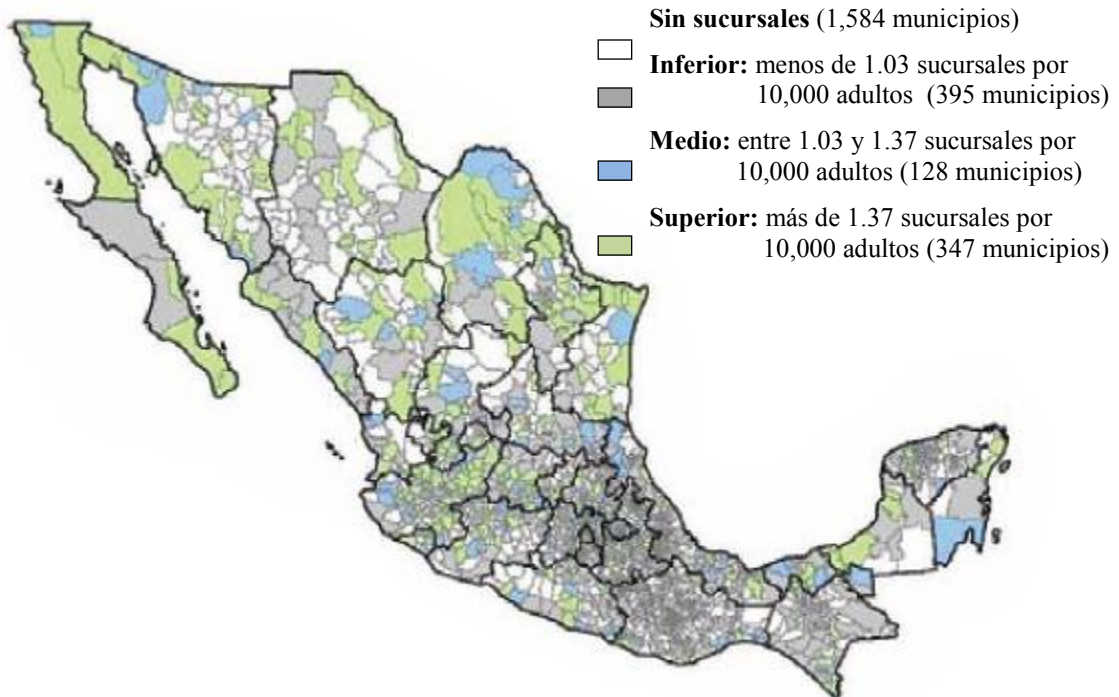 Sin sucursales (1,584 municipios)
Inferior: menos de 1.03 sucursales por
10,000 adultos (395 municipios)
Medio: entre 1.03 y 1.37 sucursales por
10,000 adultos (128 municipios)
Superior: más de 1.37 sucursales por
10,000 adultos (347 municipios)